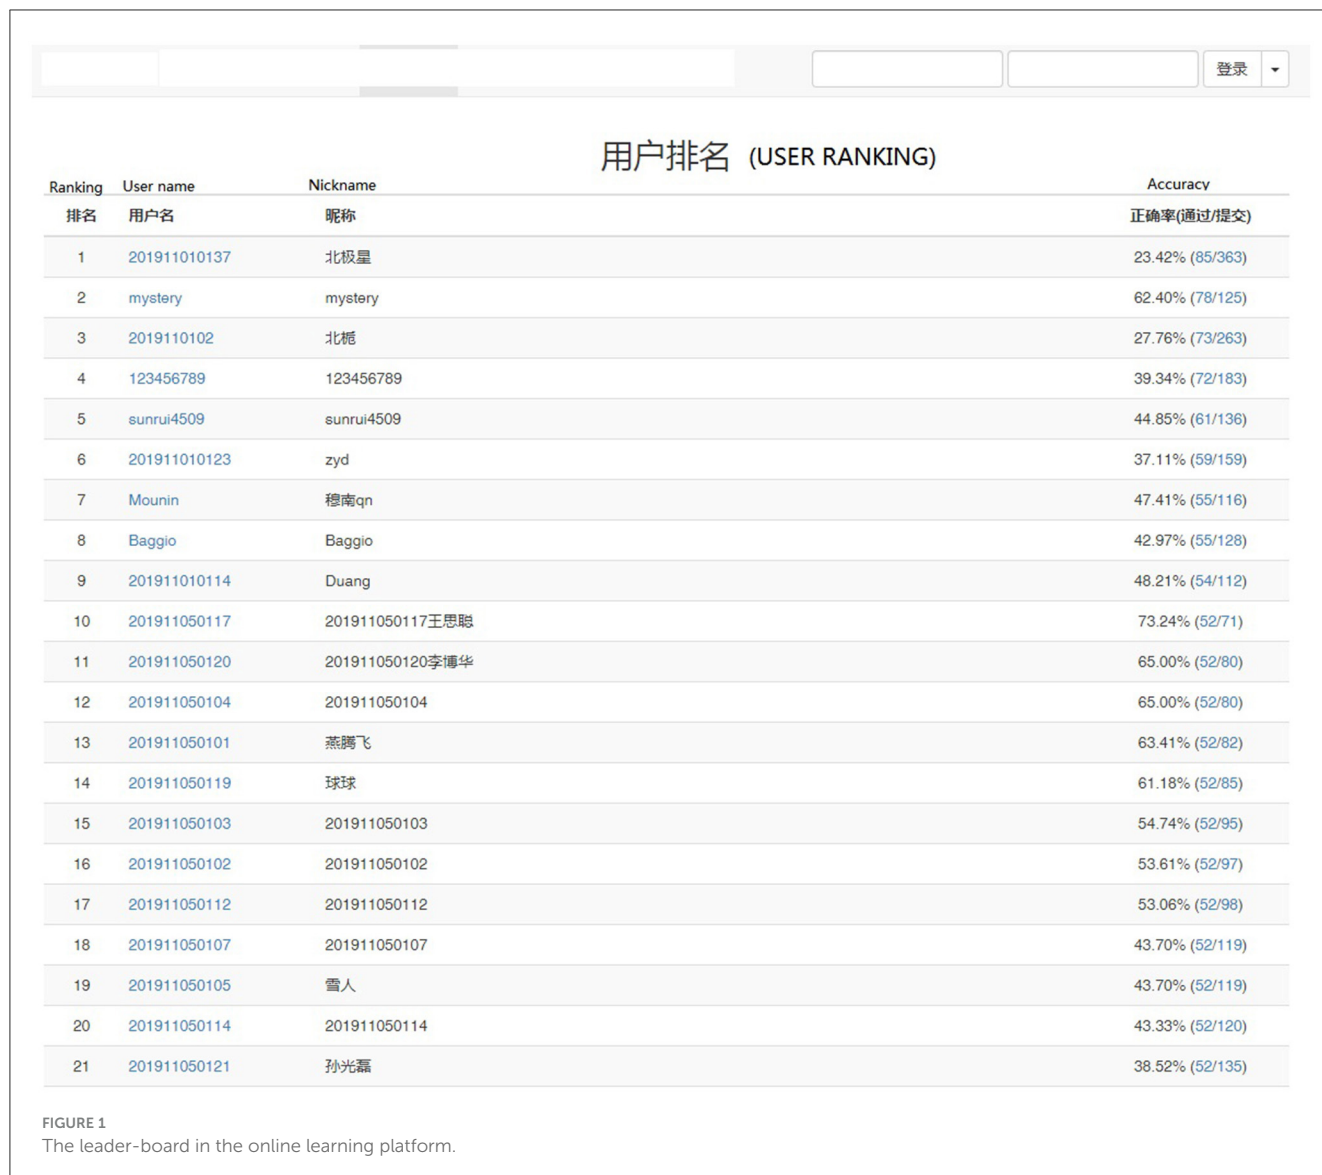 登录
用户排名 (USER RANKING)
Ranking User name Nickname Accuracy
排名 用户名 昵称 正确率(通过/提交)
1 201911010137 北极星 23.42% (85/363)
2 mystery mystery 62.40% (78/125)
3 2019110102 北栀 27.76% (73/263)
4 123456789 123456789 39.34% (72/183)
5 sunrui4509 sunrui4509 44.85% (61/136)
6 201911010123 zyd 37.11% (59/159)
7 Mounin 穆南qn 47.41% (55/116)
8 Baggio Baggio 42.97% (55/128)
9 201911010114 Duang 48.21% (54/112)
10 201911050117 201911050117王思聪 73.24% (52/71)
11 201911050120 201911050120李博华 65.00% (52/80)
12 201911050104 201911050104 65.00% (52/80)
13 201911050101 燕腾飞 63.41% (52/82)
14 201911050119 球球 61.18% (52/85)
15 201911050103 201911050103 54.74% (52/95)
16 201911050102 201911050102 53.61% (52/97)
17 201911050112 201911050112 53.06% (52/98)
18 201911050107 201911050107 43.70% (52/119)
19 201911050105 雪人 43.70% (52/119)
20 201911050114 201911050114 43.33% (52/120)
21 201911050121 孙光磊 38.52% (52/135)
FIGURE 1
The leader-board in the online learning platform.